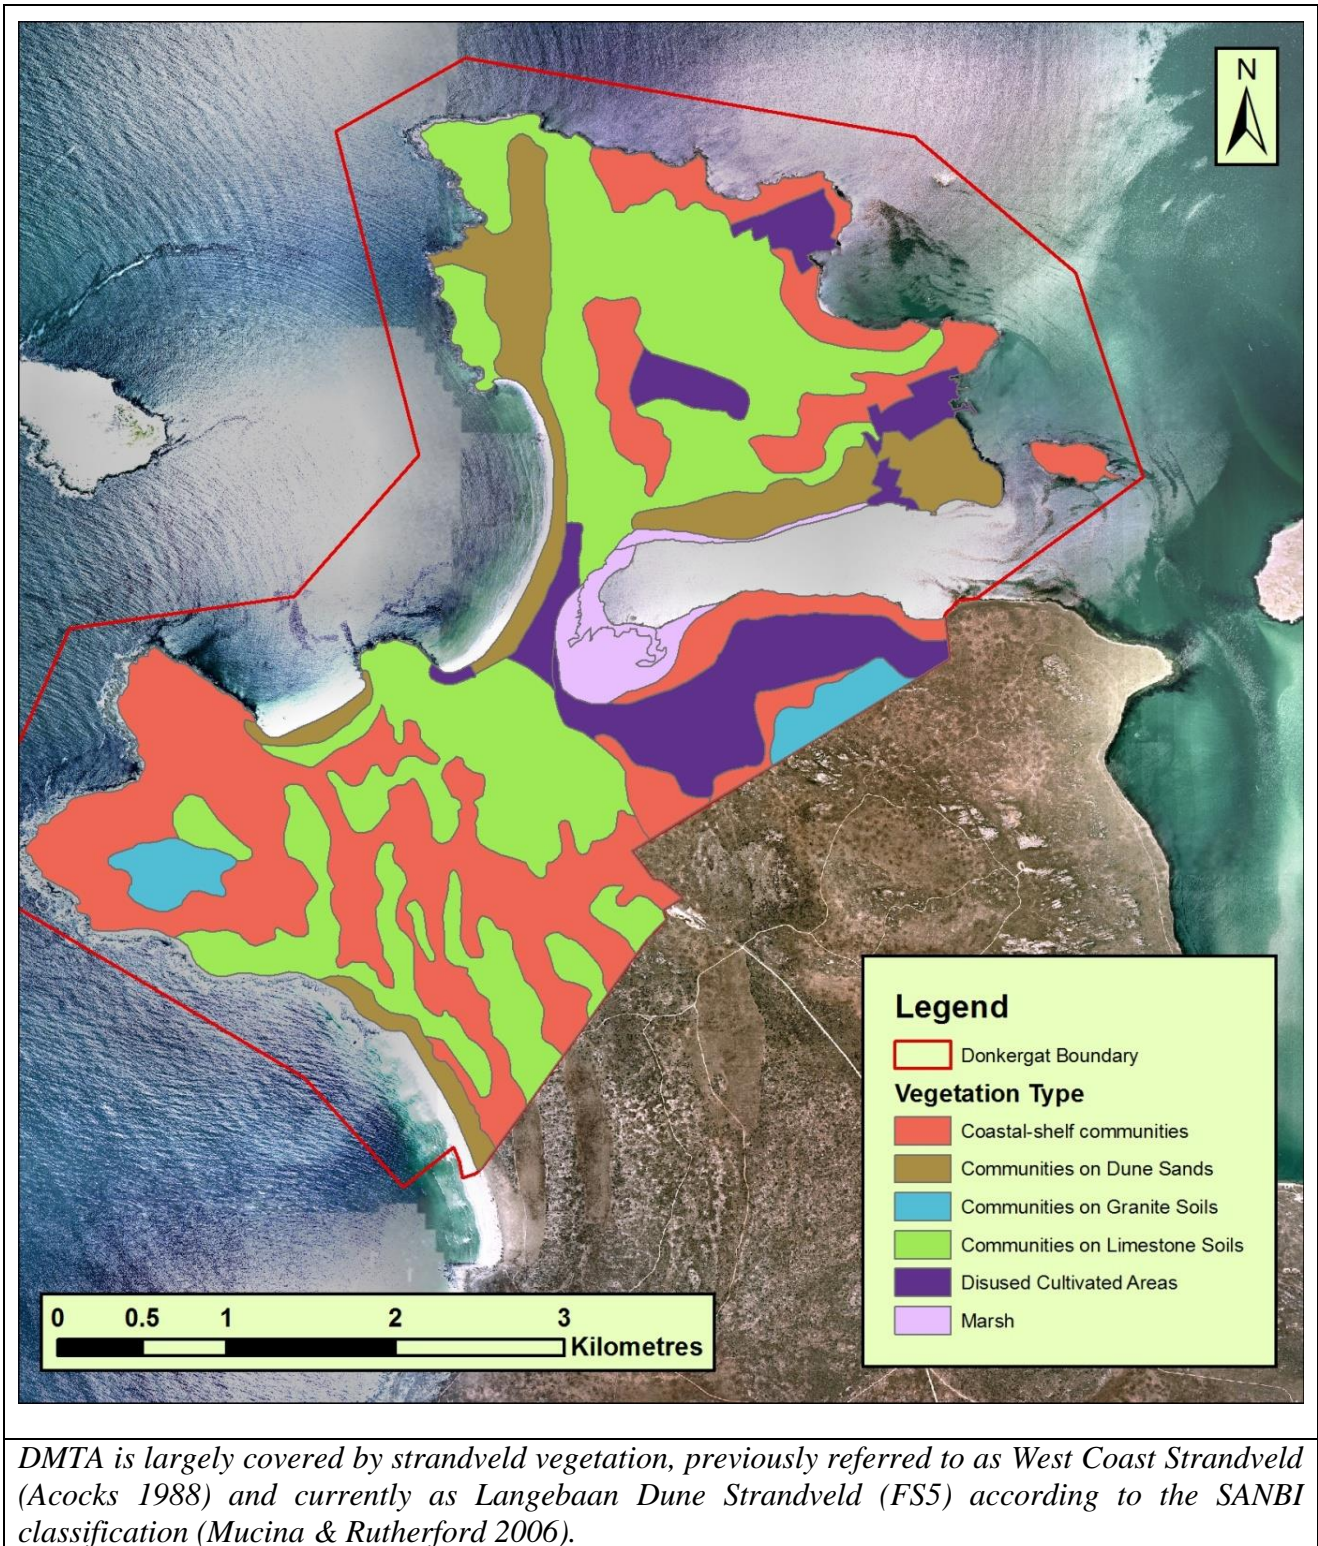 N
Legend
Donkergat Boundary
Vegetation Type
Coastal-shelf communities
Communities on Dune Sands
Communities on Granite Soils
Communities on Limestone Soils
Disused Cultivated Areas
Marsh
0 0.5 1 2 3
Kilometres
DMTA is largely covered by strandveld vegetation, previously referred to as West Coast Strandveld
(Acocks 1988) and currently as Langebaan Dune Strandveld (FS5) according to the SANBI
classification (Mucina & Rutherford 2006).